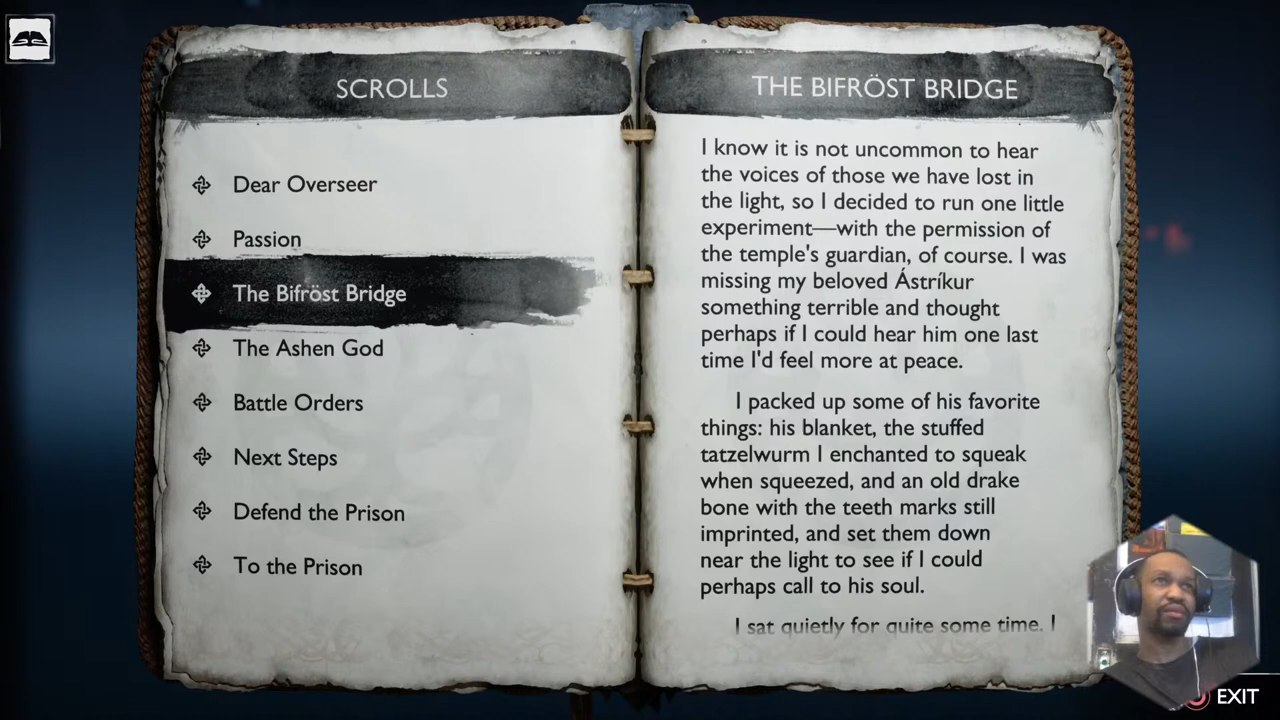 SCROLLS
Dear Overseer
Passion
The Bifröst Bridge
The Ashen God
Battle Orders
Next Steps
Defend the Prison
To the Prison
THE BIFRÖST BRIDGE
I know it is not uncommon to hear
the voices of those we have lost in
the light, so I decided to run one little
experiment—with the permission of
the temple's guardian, of course. I was
missing my beloved Ástríkur
something terrible and thought
perhaps if I could hear him one last
time I'd feel more at peace.
I packed up some of his favorite
things: his blanket, the stuffed
tatzelwurm I enchanted to squeak
when squeezed, and an old drake
bone with the teeth marks still
imprinted, and set them down
near the light to see if I could
perhaps call to his soul.
I sat quietly for quite some time. I
EXIT